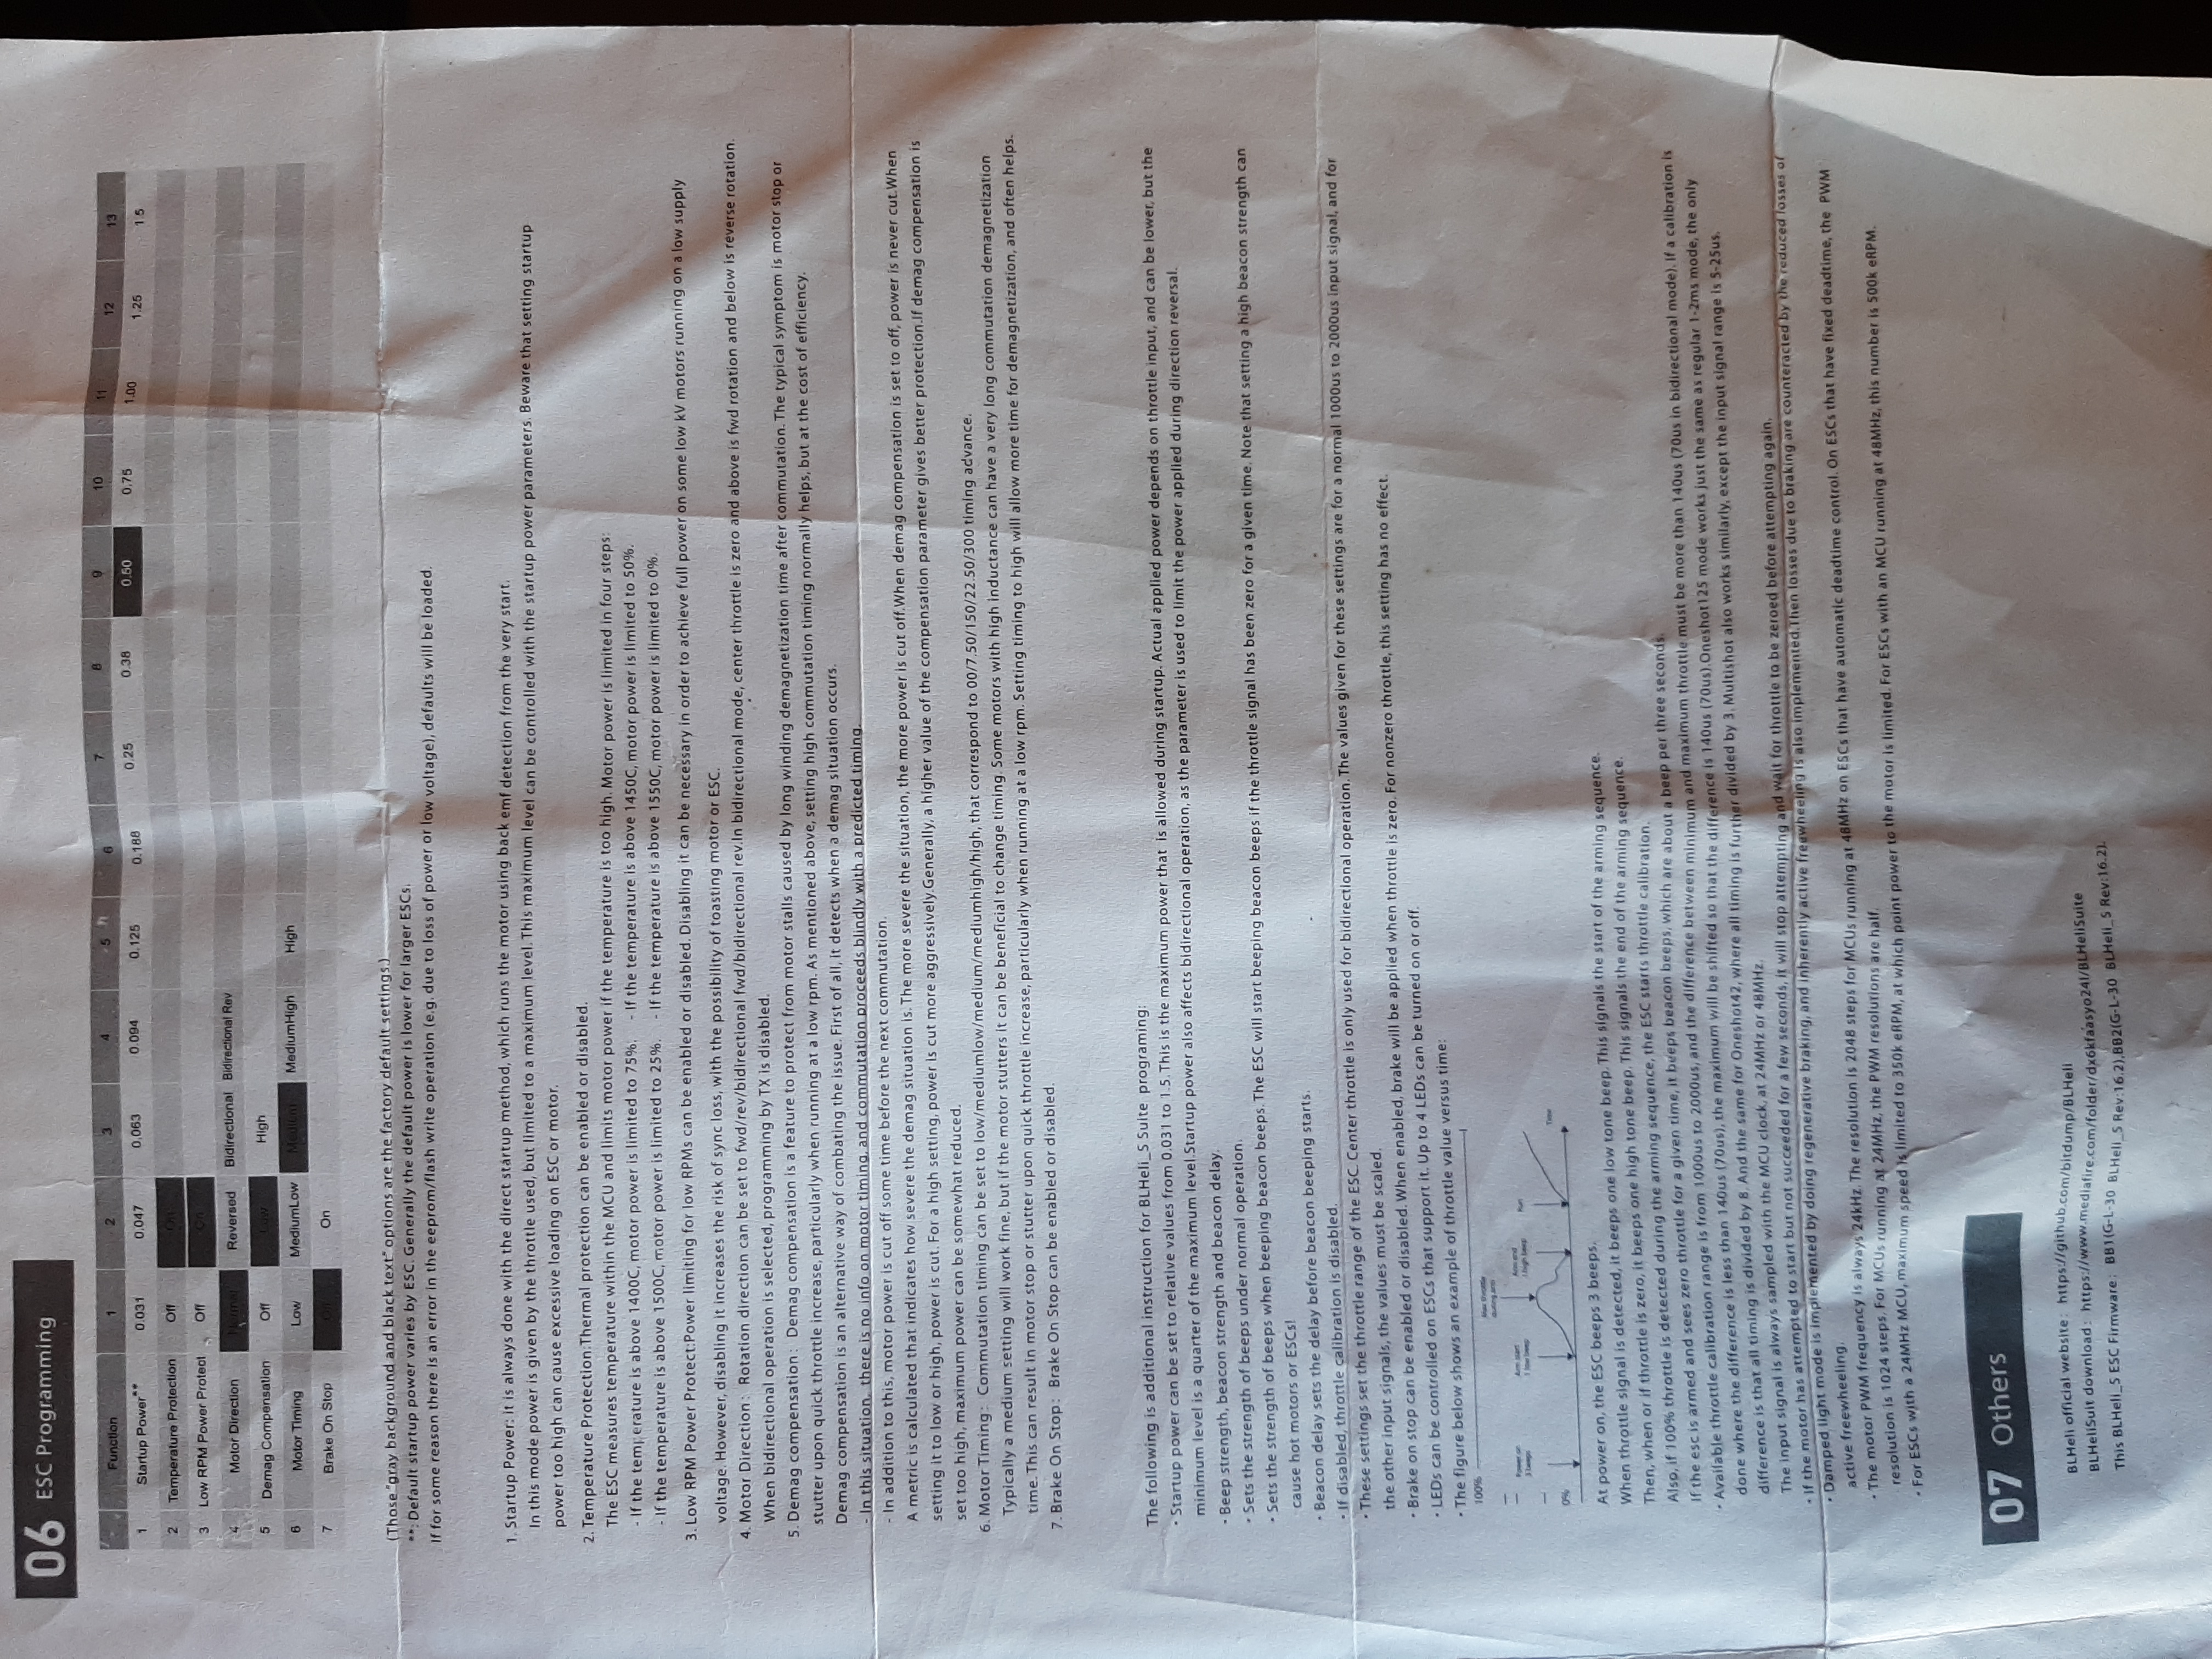 06 ESC Programming
Function 1 2 3 4 5 6 7 8 9 10 11 12 13
1 Startup Power** 0.031 0.047 0.063 0.094 0.125 0.188 0.25 0.38 0.50 0.75 1.00 1.25 1.5
2 Temperature Protection Off On
3 Low RPM Power Protect Off On
4 Motor Direction Normal Reversed Bidirectional Bidirectional Rev
5 Demag Compensation Off Low High
6 Motor Timing Low MediumLow Medium MediumHigh High
7 Brake On Stop Off On
(Those "gray background and black text" options are the factory default settings.)
**: Default startup power varies by ESC. Generally the default power is lower for larger ESCs.
If for some reason there is an error in the eeprom/flash write operation (e.g. due to loss of power or low voltage), defaults will be loaded.
1. Startup Power: it is always done with the direct startup method, which runs the motor using back emf detection from the very start.
In this mode power is given by the throttle used, but limited to a maximum level. This maximum level can be controlled with the startup power parameters. Beware that setting startup
power too high can cause excessive loading on ESC or motor.
2. Temperature Protection:Thermal protection can be enabled or disabled.
The ESC measures temperature within the MCU and limits motor power if the temperature is too high. Motor power is limited in four steps:
- If the temperature is above 1400C, motor power is limited to 75%. - If the temperature is above 1450C, motor power is limited to 50%.
- If the temperature is above 1500C, motor power is limited to 25%. - If the temperature is above 1550C, motor power is limited to 0%.
3. Low RPM Power Protect:Power limiting for low RPMs can be enabled or disabled. Disabling it can be necessary in order to achieve full power on some low kV motors running on a low supply
voltage. However, disabling it increases the risk of sync loss, with the possibility of toasting motor or ESC.
4. Motor Direction: Rotation direction can be set to fwd/rev/bidirectional fwd/bidirectional rev.In bidirectional mode, center throttle is zero and above is fwd rotation and below is reverse rotation.
When bidirectional operation is selected, programming by TX is disabled.
5. Demag compensation: Demag compensation is a feature to protect from motor stalls caused by long winding demagnetization time after commutation. The typical symptom is motor stop or
stutter upon quick throttle increase, particularly when running at a low rpm. As mentioned above, setting high commutation timing normally helps, but at the cost of efficiency.
Demag compensation is an alternative way of combating the issue. First of all, it detects when a demag situation occurs.
- In this situation, there is no info on motor timing, and commutation proceeds blindly with a predicted timing.
- In addition to this, motor power is cut off some time before the next commutation.
A metric is calculated that indicates how severe the demag situation is. The more severe the situation, the more power is cut off.When demag compensation is set to off, power is never cut.When
setting it to low or high, power is cut. For a high setting, power is cut more aggressively.Generally, a higher value of the compensation parameter gives better protection.If demag compensation is
set too high, maximum power can be somewhat reduced.
6. Motor Timing: Commutation timing can be set to low/mediumlow/medium/mediumhigh/high, that correspond to 00/7.50/150/22.50/300 timing advance.
Typically a medium setting will work fine, but if the motor stutters it can be beneficial to change timing. Some motors with high inductance can have a very long commutation demagnetization
time. This can result in motor stop or stutter upon quick throttle increase, particularly when running at a low rpm. Setting timing to high will allow more time for demagnetization, and often helps.
7. Brake On Stop: Brake On Stop can be enabled or disabled.
The following is additional instruction for BLHeli_S Suite programing:
• Startup power can be set to relative values from 0.031 to 1.5. This is the maximum power that is allowed during startup. Actual applied power depends on throttle input, and can be lower, but the
minimum level is a quarter of the maximum level.Startup power also affects bidirectional operation, as the parameter is used to limit the power applied during direction reversal.
• Beep strength, beacon strength and beacon delay.
• Sets the strength of beeps under normal operation.
• Sets the strength of beeps when beeping beacon beeps. The ESC will start beeping beacon beeps if the throttle signal has been zero for a given time. Note that setting a high beacon strength can
cause hot motors or ESCs!
• Beacon delay sets the delay before beacon beeping starts.
• If disabled, throttle calibration is disabled.
• These settings set the throttle range of the ESC. Center throttle is only used for bidirectional operation. The values given for these settings are for a normal 1000us to 2000us input signal, and for
the other input signals, the values must be scaled.
• Brake on stop can be enabled or disabled. When enabled, brake will be applied when throttle is zero. For nonzero throttle, this setting has no effect.
• LEDs can be controlled on ESCs that support it. Up to 4 LEDs can be turned on or off.
• The figure below shows an example of throttle value versus time:
100%
Max throttle
during arm
Power on
3 beeps
Arm start
1 low beep
Arm end
1 high beep
Run
Time
0%
At power on, the ESC beeps 3 beeps.
When throttle signal is detected, it beeps one low tone beep. This signals the start of the arming sequence.
Then, when or if throttle is zero, it beeps one high tone beep. This signals the end of the arming sequence.
Also, if 100% throttle is detected during the arming sequence, the ESC starts throttle calibration.
If the esc is armed and sees zero throttle for a given time, it beeps beacon beeps, which are about a beep per three seconds.
• Available throttle calibration range is from 1000us to 2000us, and the difference between minimum and maximum throttle must be more than 140us (70us in bidirectional mode). If a calibration is
done where the difference is less than 140us (70us), the maximum will be shifted so that the difference is 140us (70us).Oneshot125 mode works just the same as regular 1-2ms mode, the only
difference is that all timing is divided by 8. And the same for Oneshot42, where all timing is further divided by 3. Multishot also works similarly, except the input signal range is 5-25us.
The input signal is always sampled with the MCU clock, at 24MHz or 48MHz.
• If the motor has attempted to start but not succeeded for a few seconds, it will stop attempting and wait for throttle to be zeroed before attempting again.
• Damped light mode is implemented by doing regenerative braking, and inherently active freewheeling is also implemented.Then losses due to braking are counteracted by the reduced losses of
active freewheeling.
• The motor PWM frequency is always 24kHz. The resolution is 2048 steps for MCUs running at 48MHz on ESCs that have automatic deadtime control. On ESCs that have fixed deadtime, the PWM
resolution is 1024 steps. For MCUs running at 24MHz, the PWM resolutions are half.
• For ESCs with a 24MHz MCU, maximum speed is limited to 350k eRPM, at which point power to the motor is limited. For ESCs with an MCU running at 48MHz, this number is 500k eRPM.
07 Others
BLHeli official website: https://github.com/bitdump/BLHeli
BLHeliSuit download: https://www.mediafire.com/folder/dx6kfaasyo24l/BLHeliSuite
This BLHeli_S ESC Firmware: BB1(G-L-30 BLHeli_S Rev:16.2),BB2(G-L-30 BLHeli_S Rev:16.2).